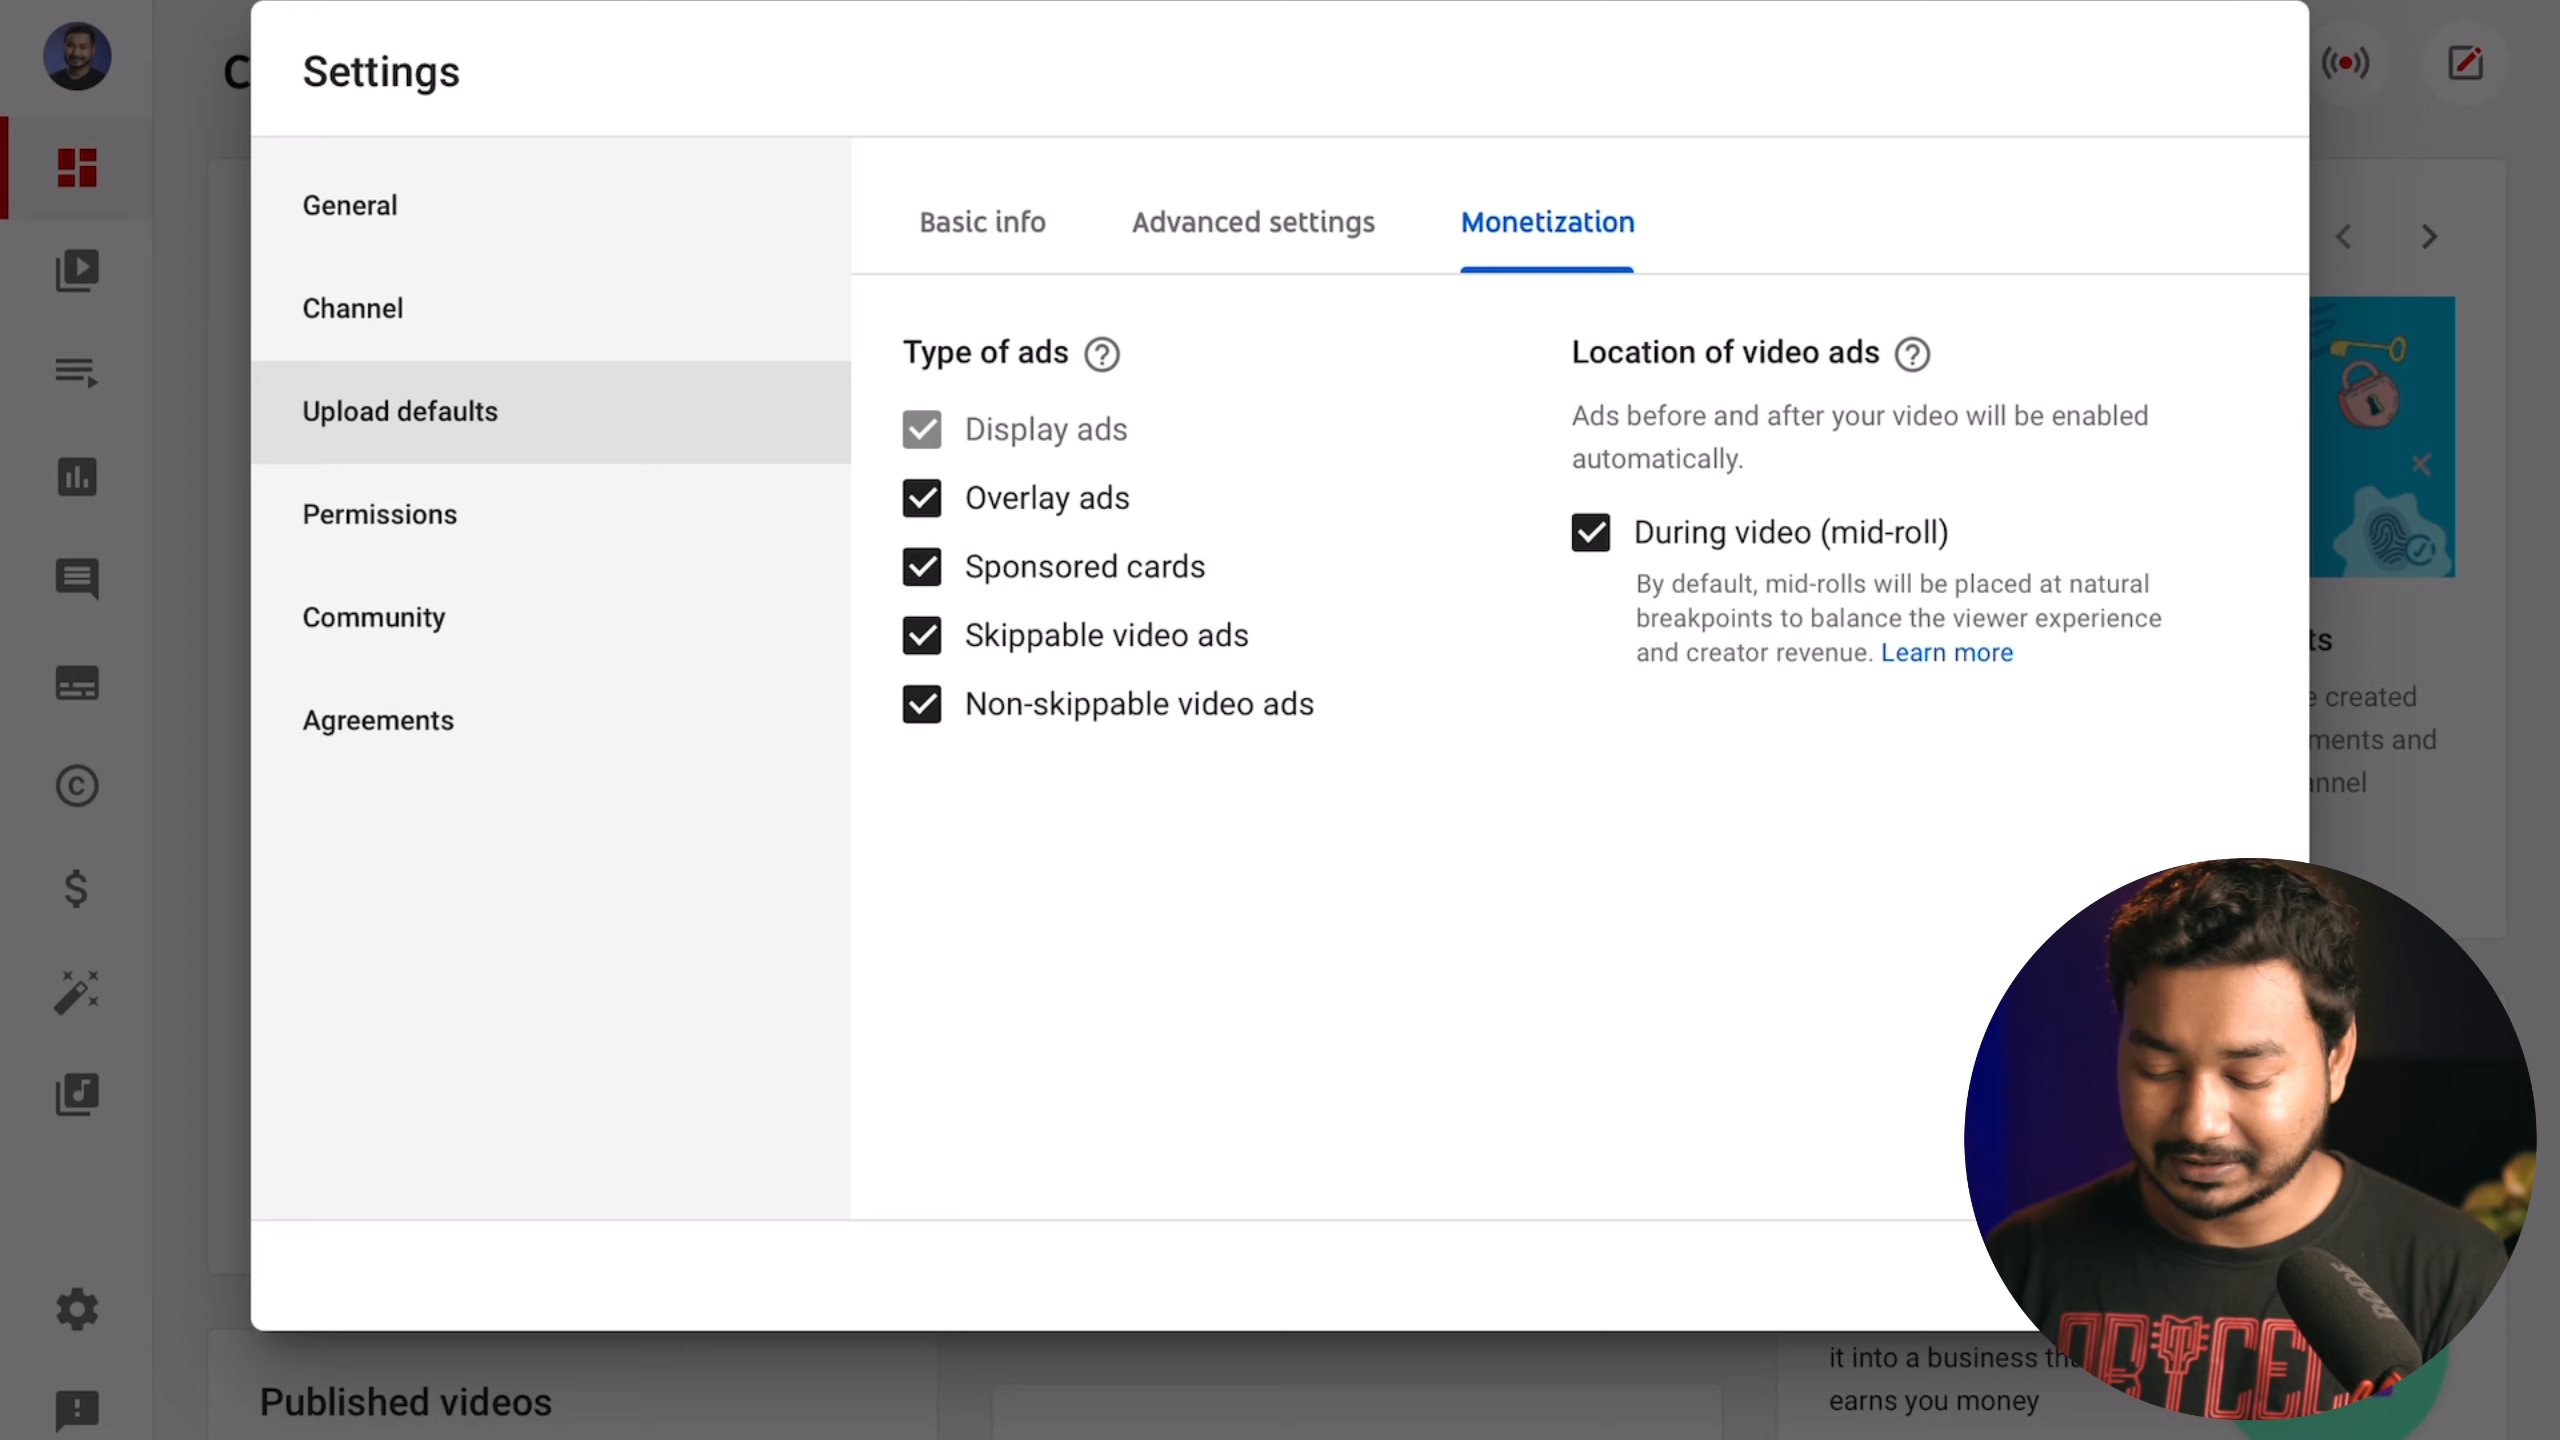 C
Settings
General
Channel
Upload defaults
Permissions
Community
Agreements
Basic info
Advanced settings
Monetization
Type of ads ?
Display ads
Overlay ads
Sponsored cards
Skippable video ads
Non-skippable video ads
Location of video ads ?
Ads before and after your video will be enabled
automatically.
During video (mid-roll)
By default, mid-rolls will be placed at natural
breakpoints to balance the viewer experience
and creator revenue. Learn more
ts
created
ments and
annel
Published videos
it into a business
earns you money
RODE